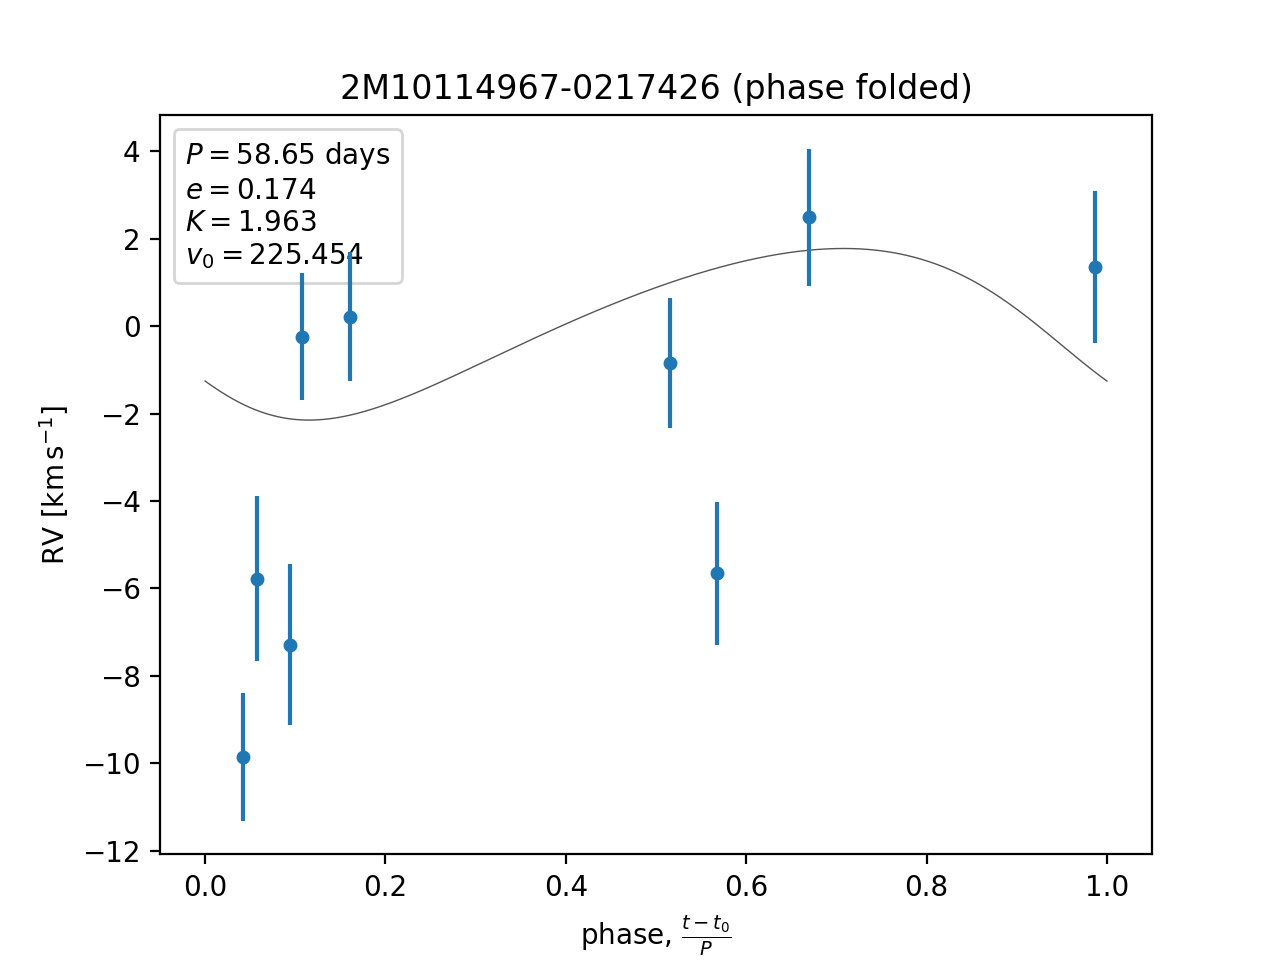 2M10114967-0217426 (phase folded)
P = 58.65 days
e = 0.174
K = 1.963
v₀ = 225.454
4
2
0
−2
−4
−6
−8
−10
−12
RV [km s⁻¹]
0.0 0.2 0.4 0.6 0.8 1.0
phase, (t − t₀)/P